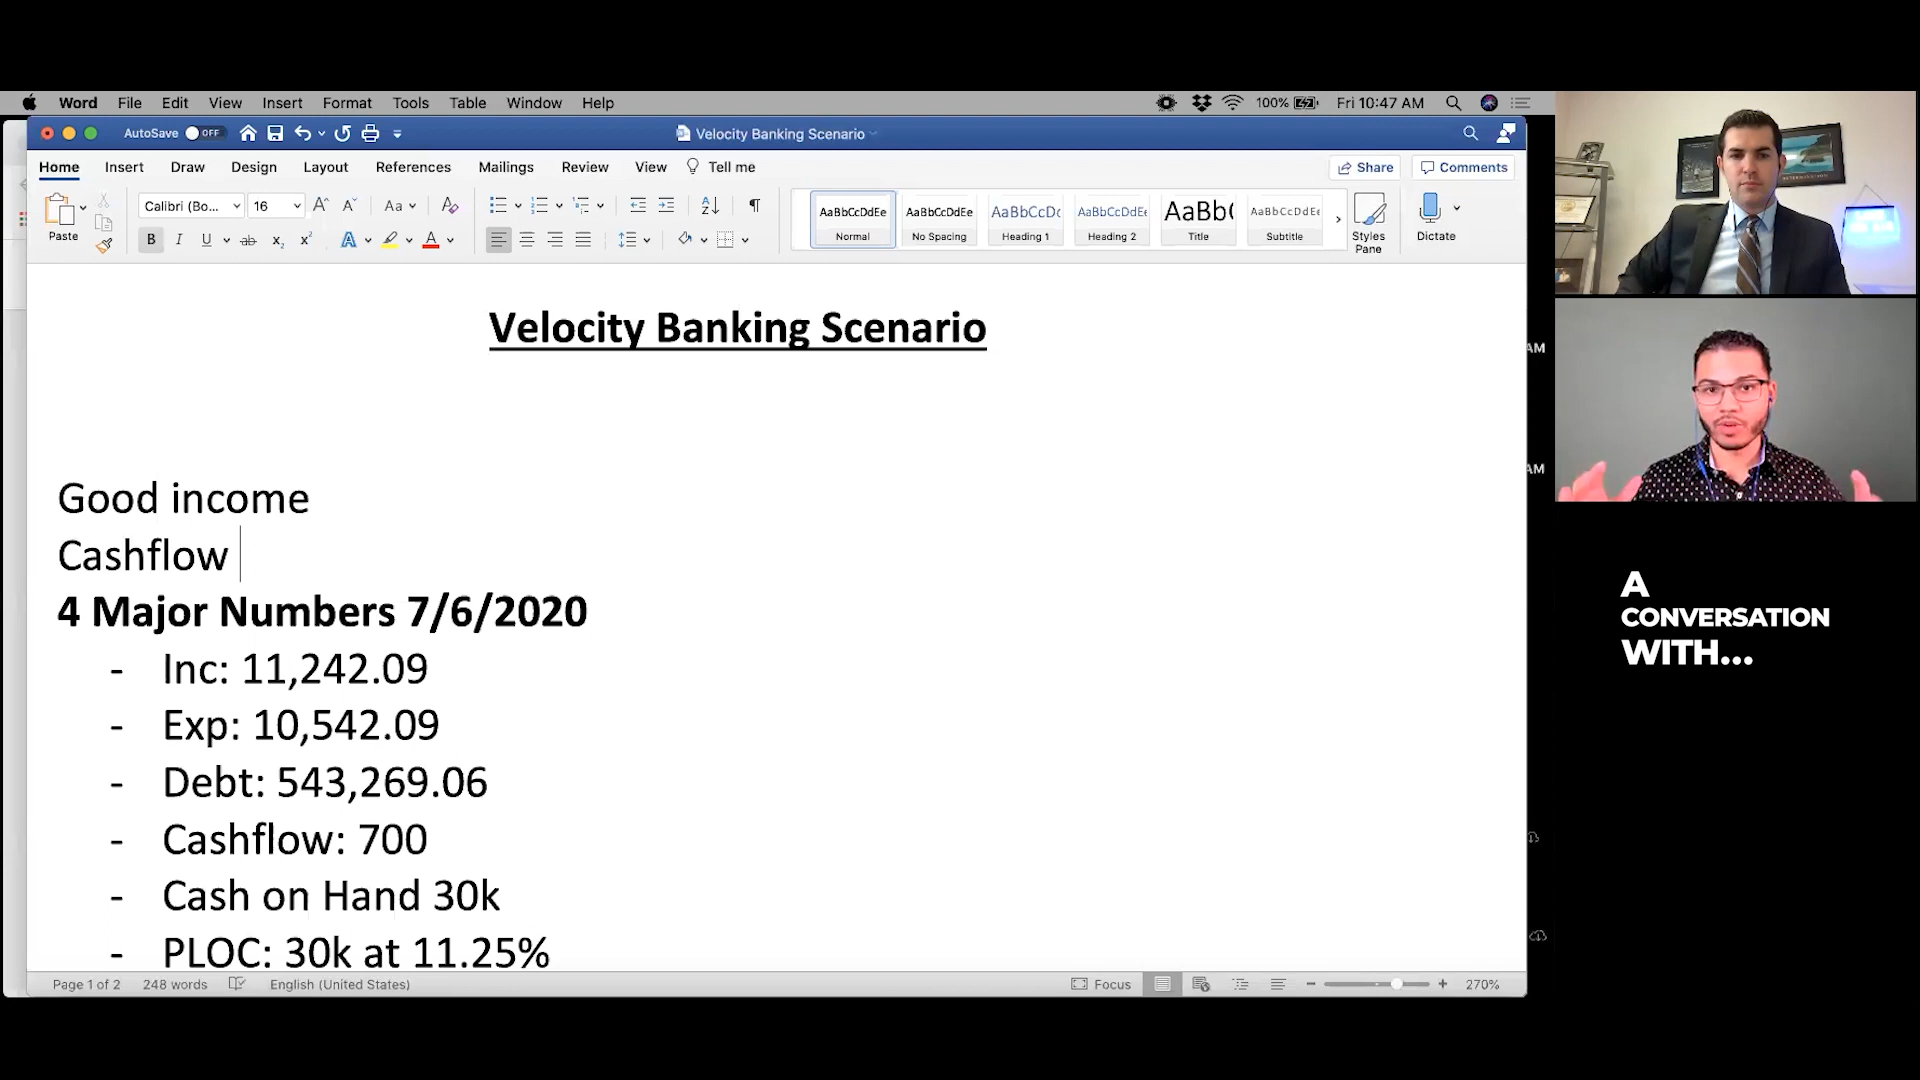 Word File Edit View Insert Format Tools Table Window Help 100% Fri 10:47 AM
AutoSave OFF Velocity Banking Scenario
Home Insert Draw Design Layout References Mailings Review View Tell me Share Comments
Paste Calibri (Bo... 16 Aa
AaBbCcDdEe AaBbCcDdEe AaBbCcDc AaBbCcDdEe AaBb( AaBbCcDdEe
Normal No Spacing Heading 1 Heading 2 Title Subtitle Styles Pane Dictate
Velocity Banking Scenario
AM
AM
Good income
Cashflow
4 Major Numbers 7/6/2020
- Inc: 11,242.09
- Exp: 10,542.09
- Debt: 543,269.06
- Cashflow: 700
- Cash on Hand 30k
- PLOC: 30k at 11.25%
Page 1 of 2 248 words English (United States) Focus 270%
A
CONVERSATION
WITH...